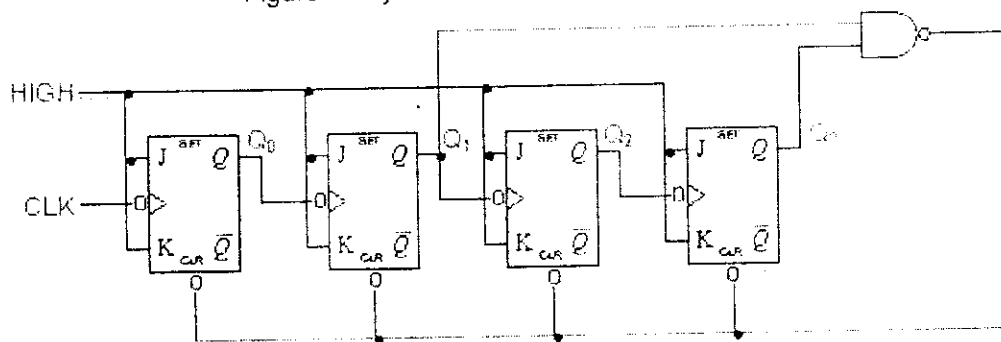 Figure
HIGH
SET SET SET SET
J Q Q0 J Q Q1 J Q Q2 J Q
CLK
K CLR Q̅ K CLR Q̅ K CLR Q̅ K CLR Q̅